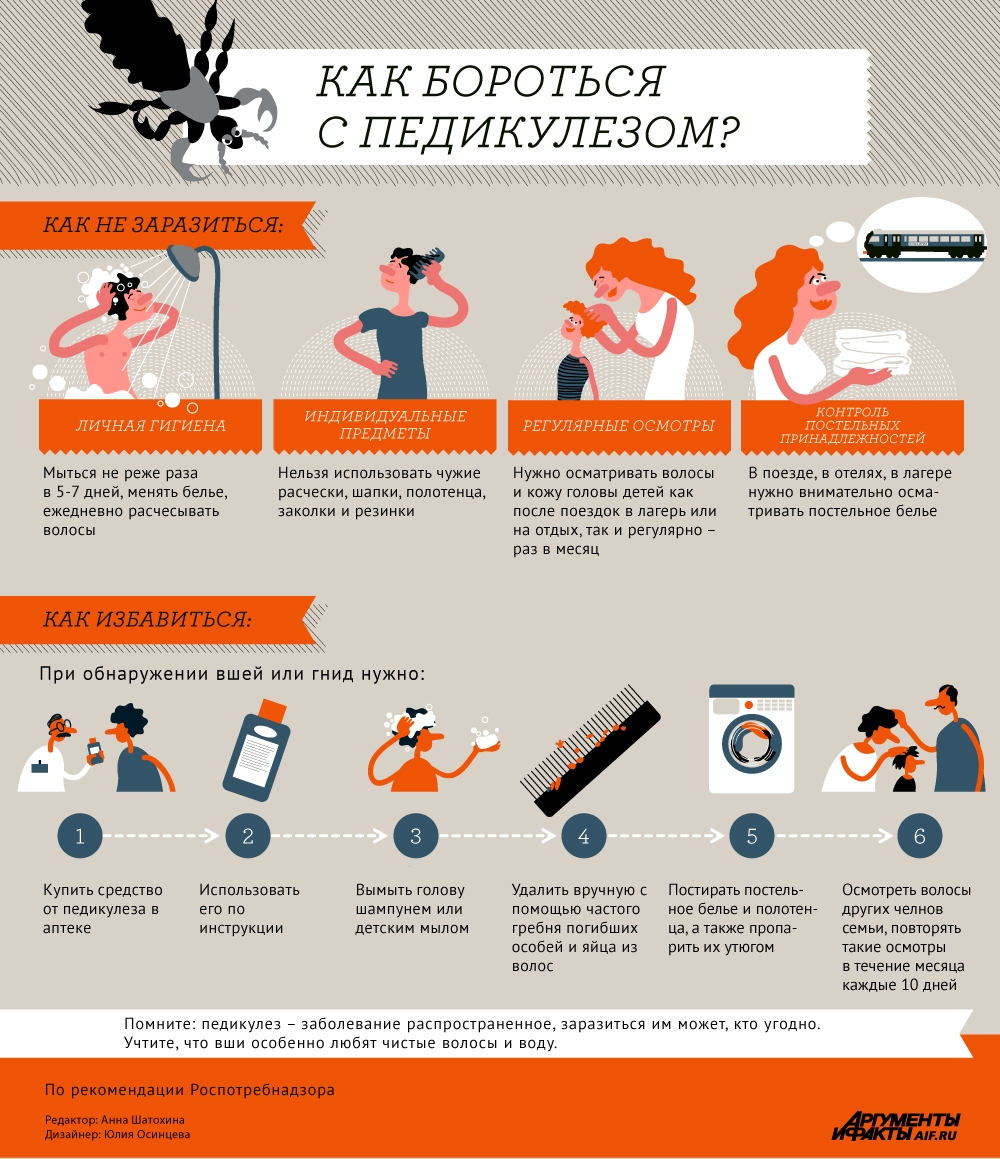 КАК БОРОТЬСЯ
С ПЕДИКУЛЕЗОМ?
КАК НЕ ЗАРАЗИТЬСЯ:
ЛИЧНАЯ ГИГИЕНА
Мыться не реже раза
в 5-7 дней, менять белье,
ежедневно расчесывать
волосы
ИНДИВИДУАЛЬНЫЕ
ПРЕДМЕТЫ
Нельзя использовать чужие
расчески, шапки, полотенца,
заколки и резинки
РЕГУЛЯРНЫЕ ОСМОТРЫ
Нужно осматривать волосы
и кожу головы детей как
после поездок в лагерь или
на отдых, так и регулярно –
раз в месяц
КОНТРОЛЬ
ПОСТЕЛЬНЫХ
ПРИНАДЛЕЖНОСТЕЙ
В поезде, в отелях, в лагере
нужно внимательно осма-
тривать постельное белье
КАК ИЗБАВИТЬСЯ:
При обнаружении вшей или гнид нужно:
1
Купить средство
от педикулеза в
аптеке
2
Использовать
его по
инструкции
3
Вымыть голову
шампунем или
детским мылом
4
Удалить вручную с
помощью частого
гребня погибших
особей и яйца из
волос
5
Постирать постель-
ное белье и полотен-
ца, а также пропа-
рить их утюгом
6
Осмотреть волосы
других челнов
семьи, повторять
такие осмотры
в течение месяца
каждые 10 дней
Помните: педикулез – заболевание распространенное, заразиться им может, кто угодно.
Учтите, что вши особенно любят чистые волосы и воду.
По рекомендации Роспотребнадзора
Редактор: Анна Шатохина
Дизайнер: Юлия Осинцева
АРГУМЕНТЫ
И ФАКТЫ AIF.RU